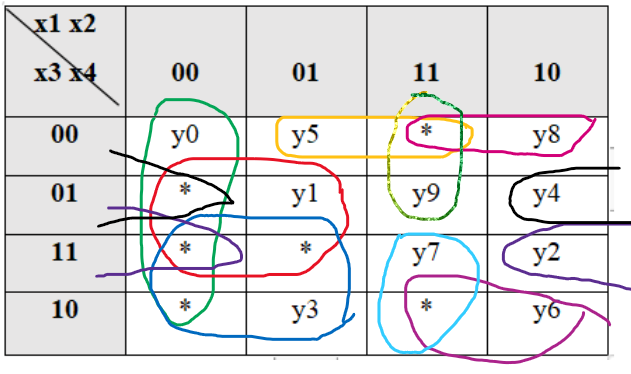 x1 x2
x3 x4 00 01 11 10
00 y0 y5 * y8
01 * y1 y9 y4
11 * * y7 y2
10 * y3 * y6